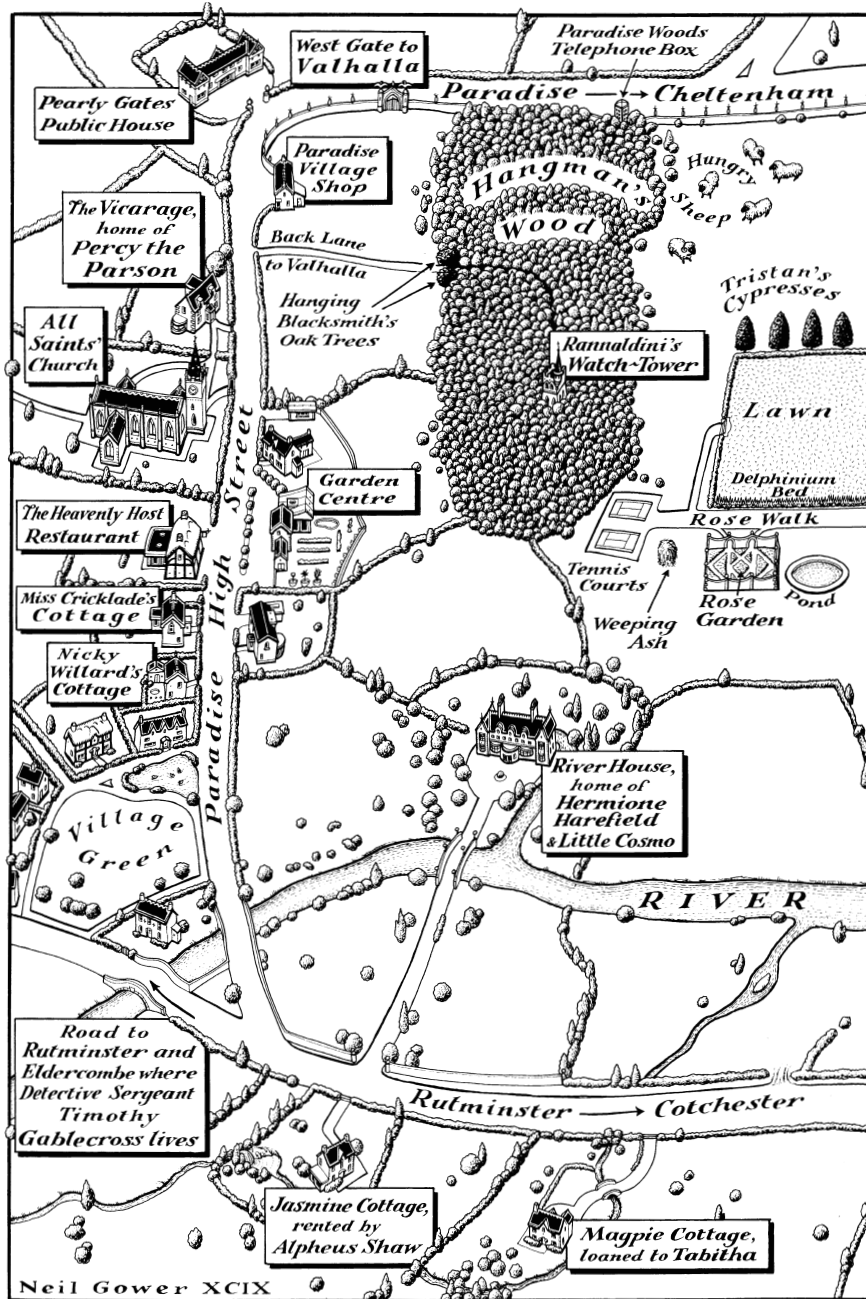 West Gate to
Valhalla
Paradise Woods
Telephone Box
Pearly Gates
Public House
Paradise → Cheltenham
Paradise
Village
Shop
Hangman's
Wood
Hungry
Sheep
The Vicarage,
home of
Percy the
Parson
Back Lane
to Valhalla
Hanging
Blacksmith's
Oak Trees
Tristan's
Cypresses
All
Saints'
Church
Rannaldini's
Watch-Tower
Lawn
Delphinium
Bed
Garden
Centre
The Heavenly Host
Restaurant
Rose Walk
Tennis
Courts
Weeping
Ash
Rose
Garden
Pond
Miss Cricklade's
Cottage
Nicky
Willard's
Cottage
Paradise High Street
River House,
home of
Hermione
Harefield
& Little Cosmo
Village
Green
RIVER
Road to
Rutminster and
Eldercombe where
Detective Sergeant
Timothy
Gablecross lives
Rutminster → Cotchester
Jasmine Cottage,
rented by
Alpheus Shaw
Magpie Cottage,
loaned to Tabitha
Neil Gower XCIX